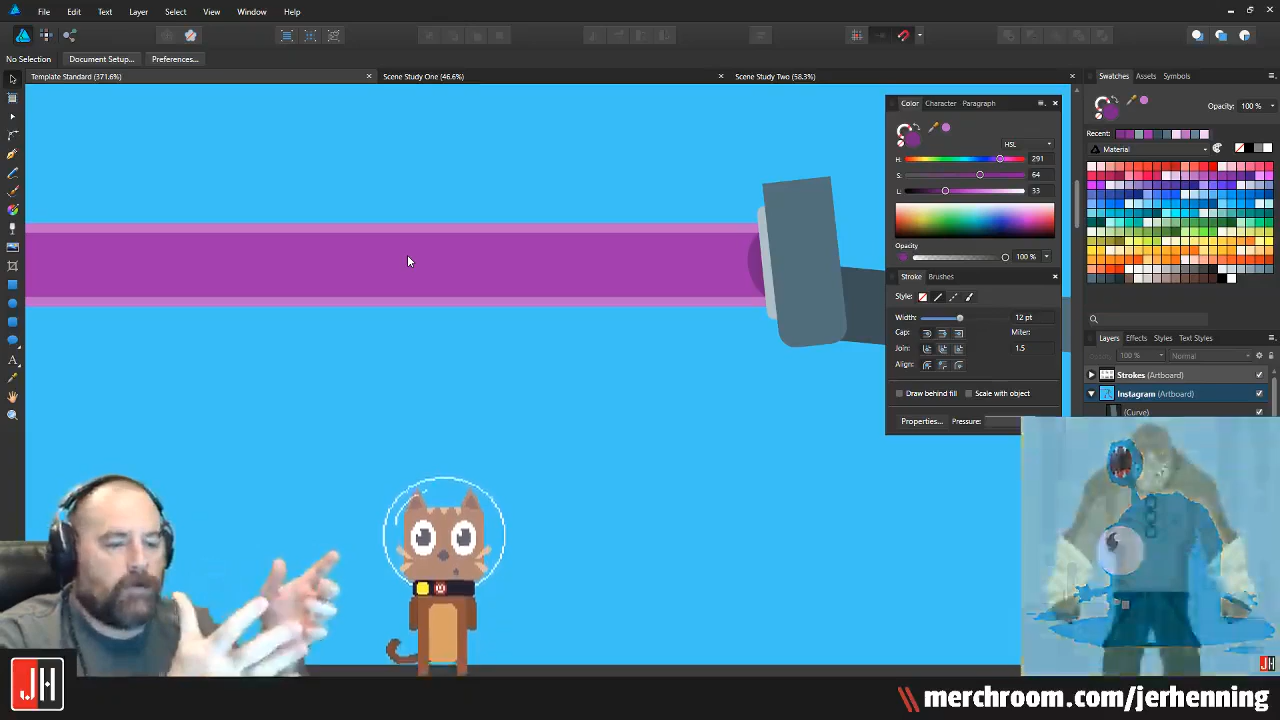 File Edit Text Layer Select View Window Help
No Selection Document Setup... Preferences...
Template Standard (371.6%) Scene Study One (46.6%) Scene Study Two (58.3%)
Swatches Assets Symbols
Opacity: 100 %
Recent:
Material
Color Character Paragraph
HSL
H: 291
S: 64
L: 33
Opacity
100 %
Stroke Brushes
Style:
Width: 12 pt
Cap: Miter:
Join: 1.5
Align:
Draw behind fill Scale with object
Properties... Pressure:
Layers Effects Styles Text Styles
100 % Normal
Strokes (Artboard)
Instagram (Artboard)
(Curve)
JH
JH
merchroom.com/jerhenning